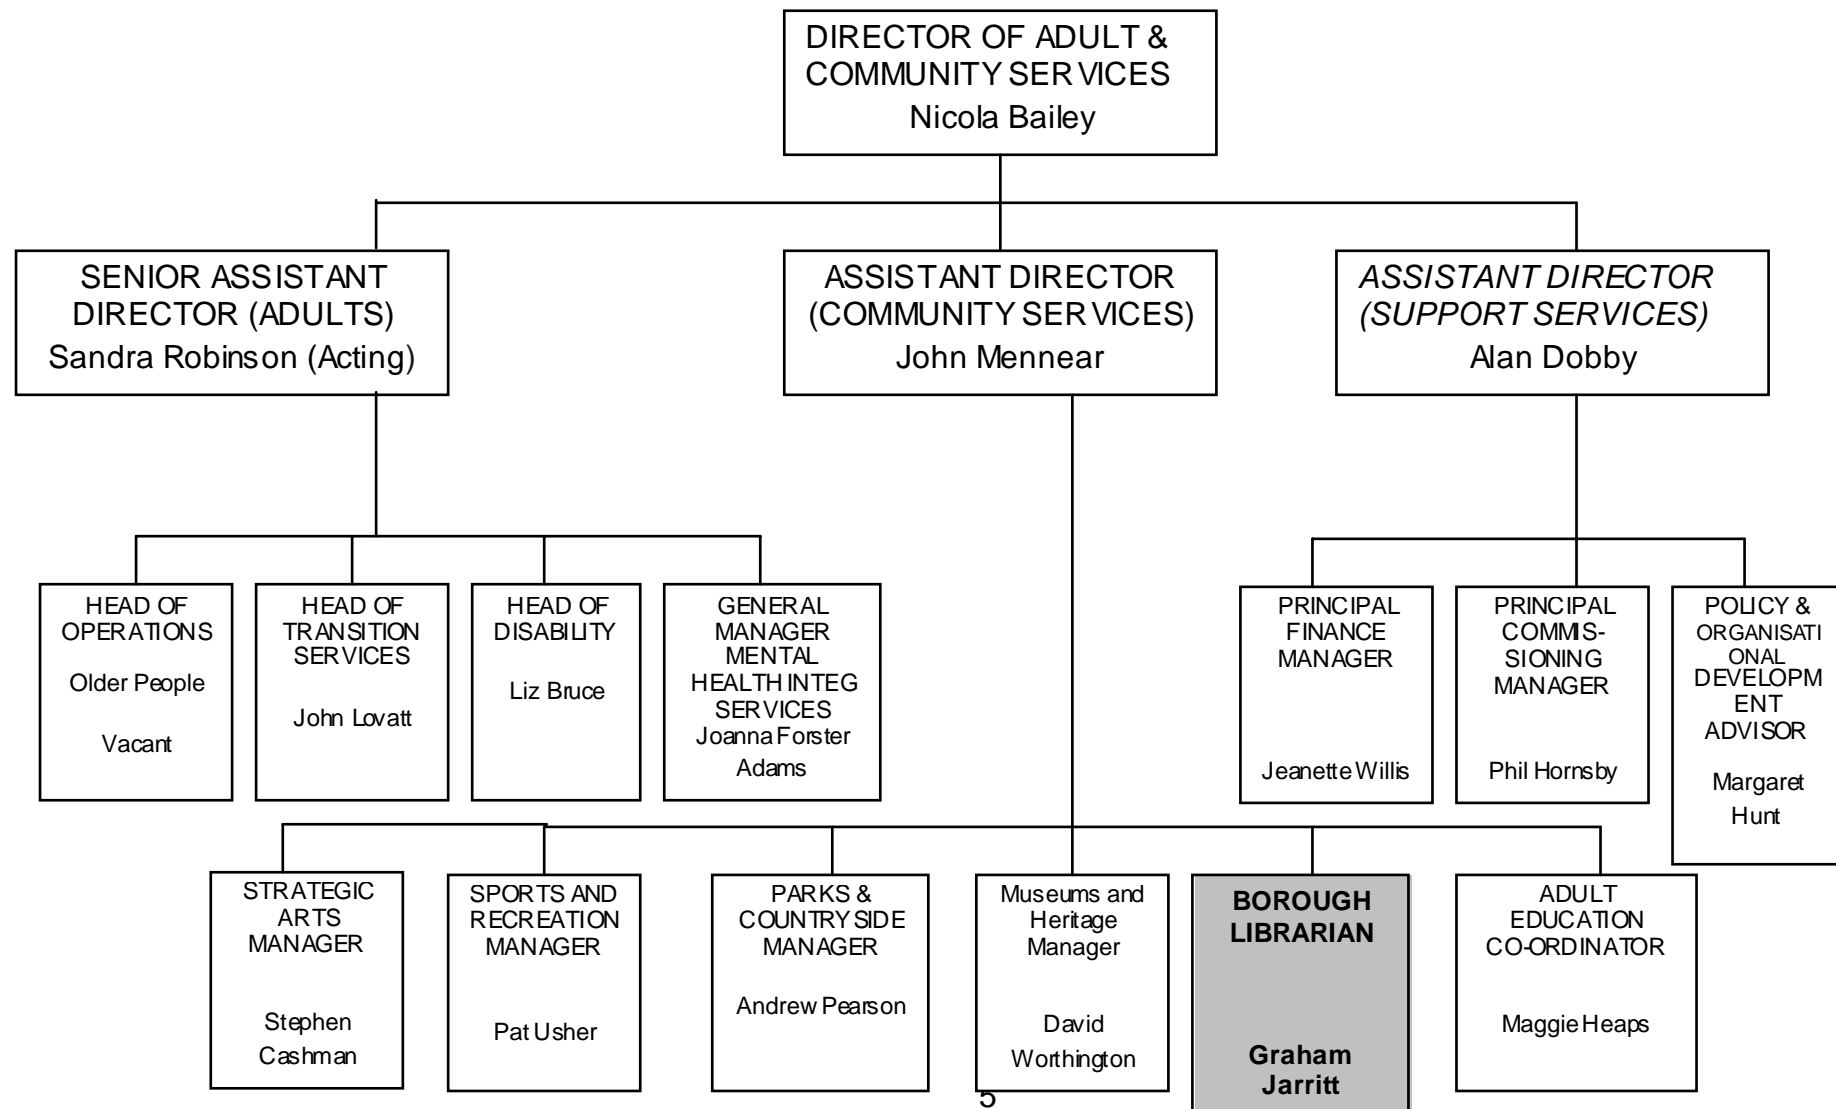 DIRECTOR OF ADULT &
COMMUNITY SERVICES
Nicola Bailey
SENIOR ASSISTANT
DIRECTOR (ADULTS)
Sandra Robinson (Acting)
ASSISTANT DIRECTOR
(COMMUNITY SERVICES)
John Mennear
ASSISTANT DIRECTOR
(SUPPORT SERVICES)
Alan Dobby
HEAD OF
OPERATIONS
Older People
Vacant
HEAD OF
TRANSITION
SERVICES
John Lovatt
HEAD OF
DISABILITY
Liz Bruce
GENERAL
MANAGER
MENTAL
HEALTH INTEG
SERVICES
Joanna Forster
Adams
PRINCIPAL
FINANCE
MANAGER
Jeanette Willis
PRINCIPAL
COMMIS-
SIONING
MANAGER
Phil Hornsby
POLICY &
ORGANISATI
ONAL
DEVELOPM
ENT
ADVISOR
Margaret
Hunt
STRATEGIC
ARTS
MANAGER
Stephen
Cashman
SPORTS AND
RECREATION
MANAGER
Pat Usher
PARKS &
COUNTRYSIDE
MANAGER
Andrew Pearson
Museums and
Heritage
Manager
David
Worthington
BOROUGH
LIBRARIAN
Graham
Jarritt
ADULT
EDUCATION
CO-ORDINATOR
Maggie Heaps
5